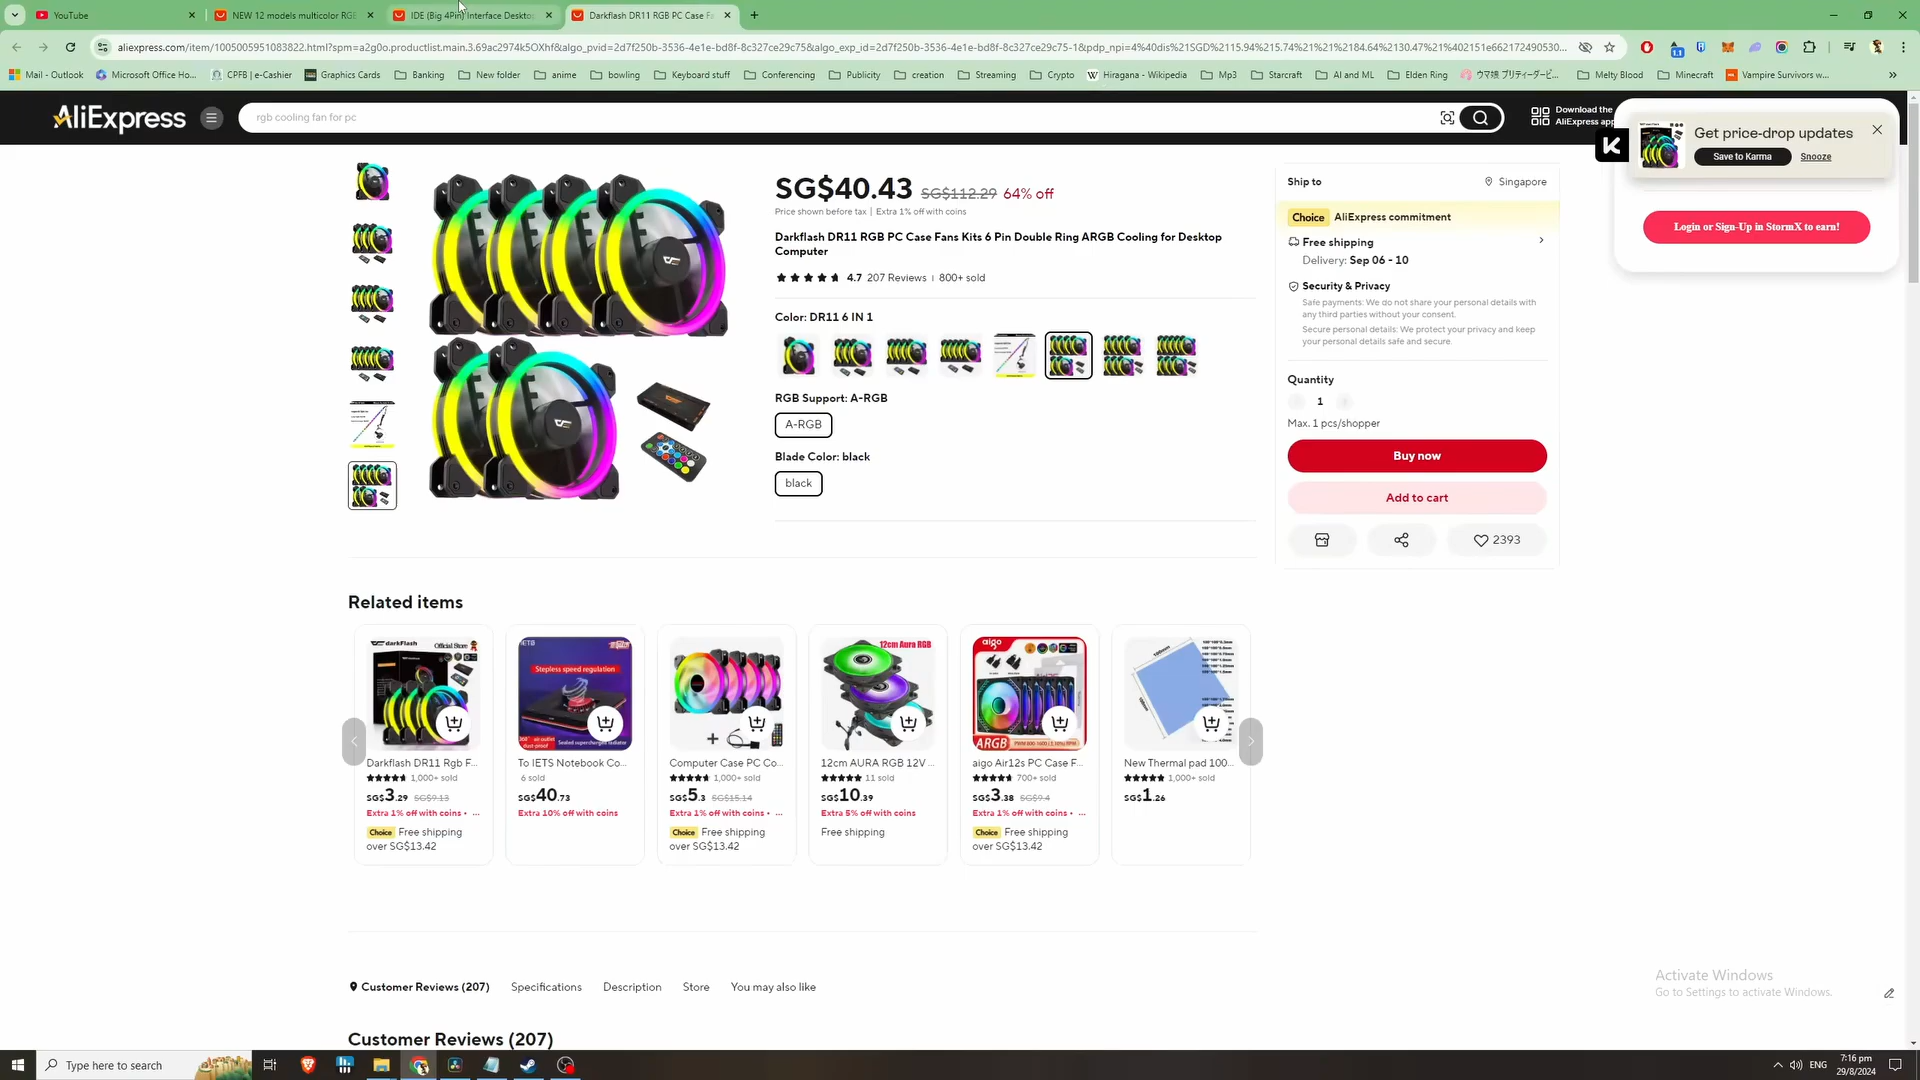 YouTube
NEW 12 models multicolor RGB
IDE (Big 4Pin) Interface Deskto
Darkflash DR11 RGB PC Case Fa
aliexpress.com/item/1005005951083822.html?spm=a2g0o.productlist.main.3.69ac2974k5OXhf&algo_pvid=2d7f250b-3536-4e1e-bd8f-8c327ce29c75&algo_exp_id=2d7f250b-3536-4e1e-bd8f-8c327ce29c75-1&pdp_npi=4%40dis%21SGD%2115.94%215.74%21%21%2184.64%2130.47%21%402151e662172490530...
Mail - Outlook
Microsoft Office Ho...
CPFB | e-Cashier
Graphics Cards
Banking
New folder
anime
bowling
Keyboard stuff
Conferencing
Publicity
creation
Streaming
Crypto
Hiragana - Wikipedia
Mp3
Starcraft
AI and ML
Elden Ring
ウマ娘 プリティーダービ...
Melty Blood
Minecraft
Vampire Survivors w...
AliExpress
rgb cooling fan for pc
Download the
AliExpress app
Get price-drop updates
Save to Karma
Snooze
Login or Sign-Up in StormX to earn!
SG$40.43 SG$112.29 64% off
Price shown before tax | Extra 1% off with coins
Darkflash DR11 RGB PC Case Fans Kits 6 Pin Double Ring ARGB Cooling for Desktop
Computer
4.7 207 Reviews | 800+ sold
Color: DR11 6 IN 1
RGB Support: A-RGB
A-RGB
Blade Color: black
black
Ship to
Singapore
Choice AliExpress commitment
Free shipping
Delivery: Sep 06 - 10
Security & Privacy
Safe payments: We do not share your personal details with
any third parties without your consent.
Secure personal details: We protect your privacy and keep
your personal details safe and secure.
Quantity
1
Max. 1 pcs/shopper
Buy now
Add to cart
2393
Related items
darkFlash
Official Store
Darkflash DR11 Rgb F...
1,000+ sold
SG$3.29 SG$9.13
Extra 1% off with coins • ...
Choice Free shipping
over SG$13.42
Stepless speed regulation
To IETS Notebook Co...
6 sold
SG$40.73
Extra 10% off with coins
Computer Case PC Co...
1,000+ sold
SG$5.3 SG$15.14
Extra 1% off with coins • ...
Choice Free shipping
over SG$13.42
12cm Aura RGB
12cm AURA RGB 12V ...
11 sold
SG$10.39
Extra 5% off with coins
Free shipping
aigo
ARGB
aigo Air12s PC Case F...
700+ sold
SG$3.38 SG$9.4
Extra 1% off with coins • ...
Choice Free shipping
over SG$13.42
New Thermal pad 100...
1,000+ sold
SG$1.26
Customer Reviews (207)
Specifications
Description
Store
You may also like
Customer Reviews (207)
Activate Windows
Go to Settings to activate Windows.
Type here to search
ENG
7:16 pm
29/8/2024